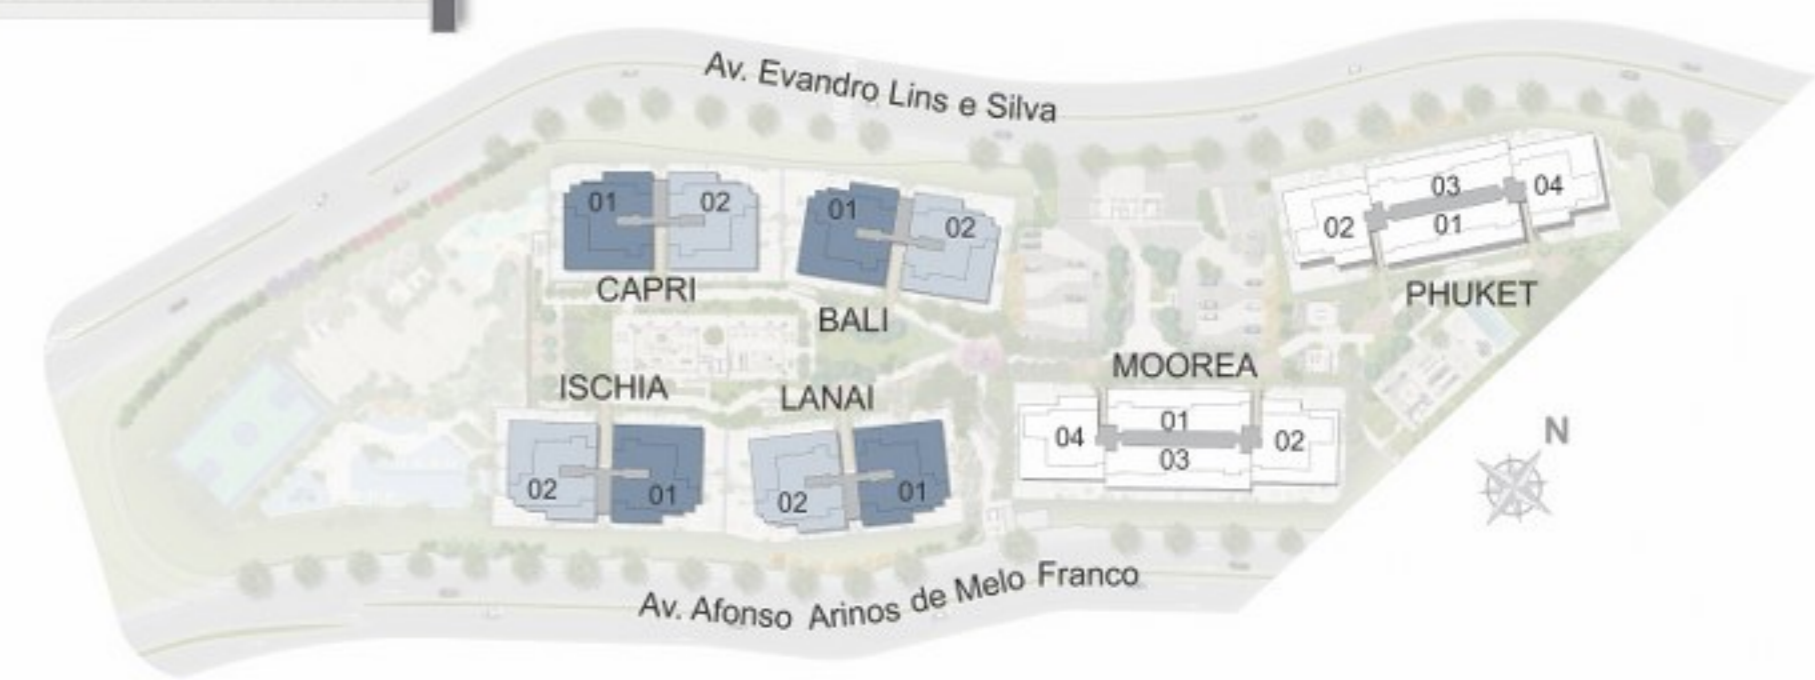 Av. Evandro Lins e Silva
01 02
CAPRI
01 02
BALI
02 03 04
01
PHUKET
ISCHIA
02 01
LANAI
02 01
MOOREA
04 01 02
03
N
Av. Afonso Arinos de Melo Franco